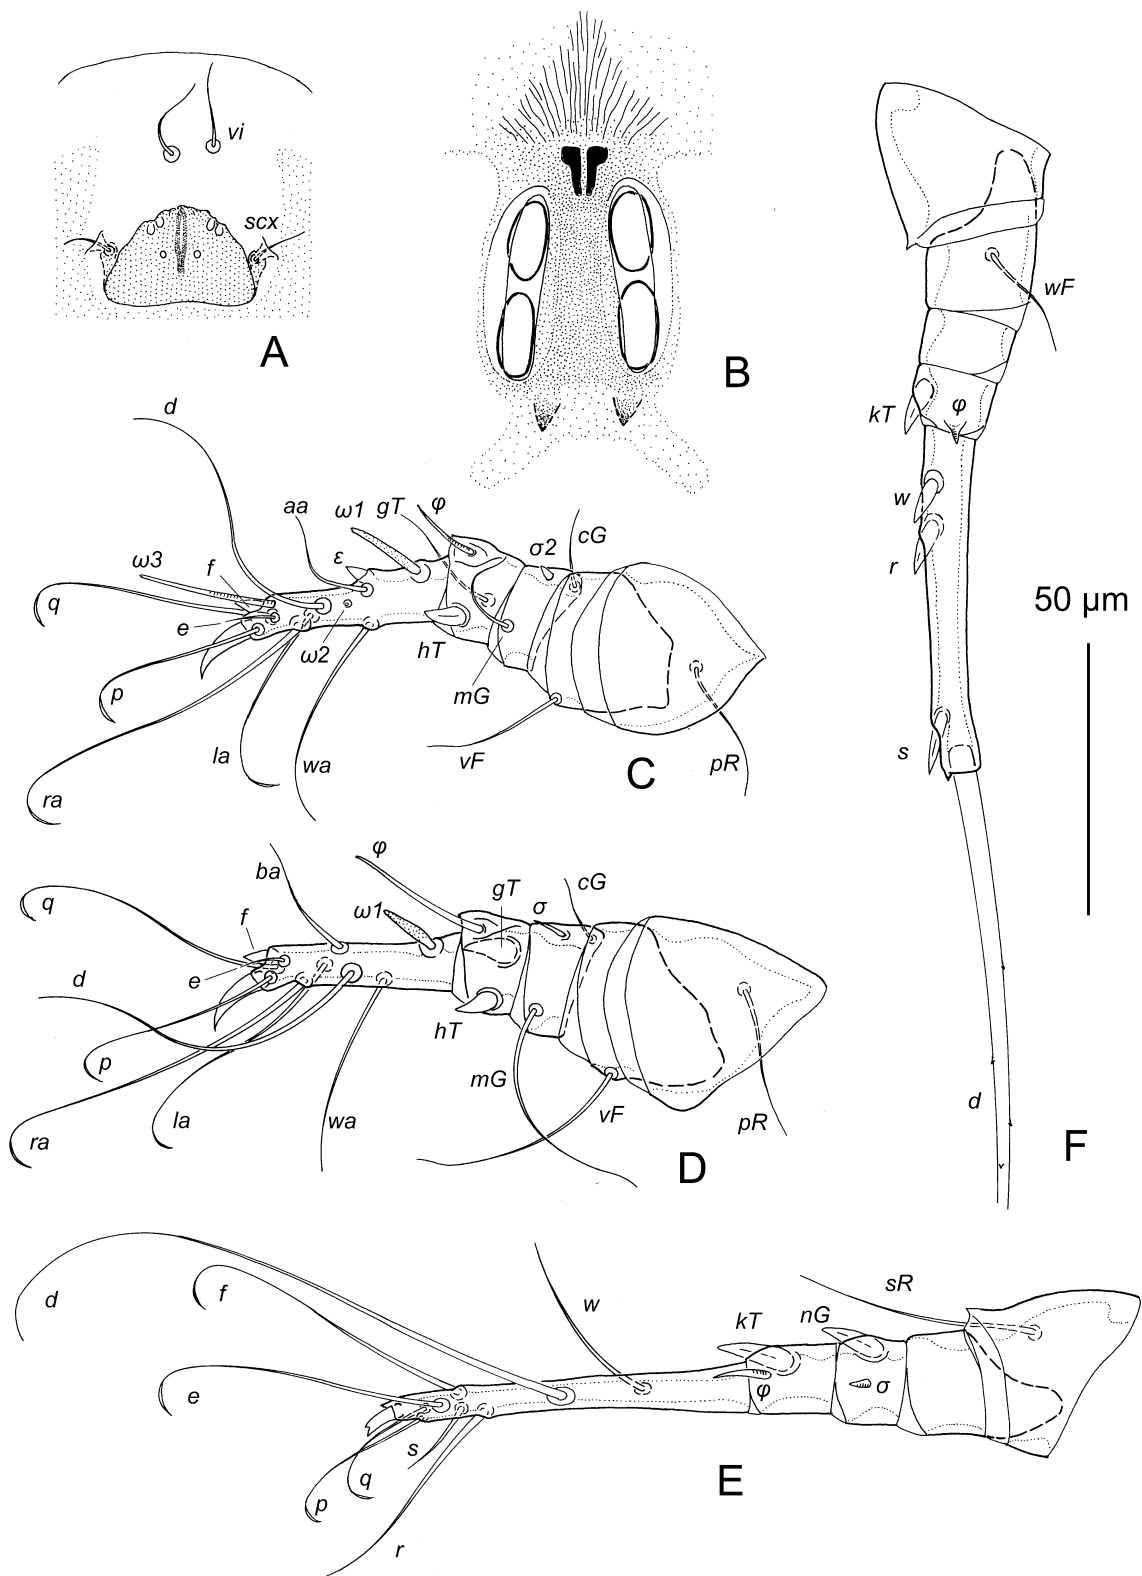 vi
scx
A
B
wF
kT
φ
w
r
s
50 µm
d
F
d
aa
ω1
gT
φ
σ2
cG
ω3
f
ε
q
e
ω2
hT
mG
p
la
wa
vF
C
pR
ra
φ
ba
gT
cG
q
f
ω1
σ
e
d
hT
p
mG
la
wa
vF
pR
ra
D
d
f
w
sR
kT
nG
e
φ
σ
s
q
p
r
E